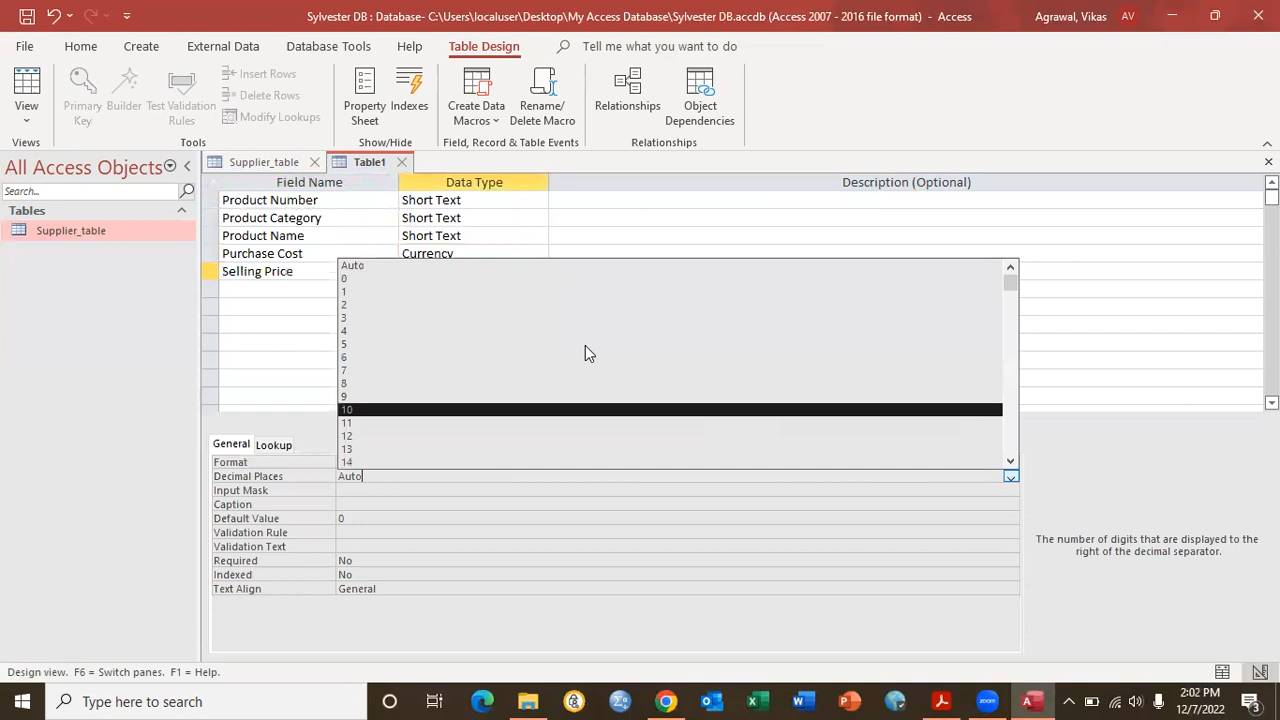 Sylvester DB : Database- C:\Users\localuser\Desktop\My Access Database\Sylvester DB.accdb (Access 2007 - 2016 file format) - Access
Agrawal, Vikas AV
File Home Create External Data Database Tools Help Table Design Tell me what you want to do
View
Primary Key
Builder
Test Validation Rules
Insert Rows
Delete Rows
Modify Lookups
Property Sheet
Indexes
Create Data Macros
Rename/ Delete Macro
Relationships
Object Dependencies
Views Tools Show/Hide Field, Record & Table Events Relationships
All Access Objects
Search...
Tables
Supplier_table
Supplier_table Table1
Field Name Data Type Description (Optional)
Product Number Short Text
Product Category Short Text
Product Name Short Text
Purchase Cost Currency
Selling Price
Auto
0
1
2
3
4
5
6
7
8
9
10
11
12
13
14
General Lookup
Format
Decimal Places Auto
Input Mask
Caption
Default Value 0
Validation Rule
Validation Text
Required No
Indexed No
Text Align General
The number of digits that are displayed to the right of the decimal separator.
Design view. F6 = Switch panes. F1 = Help.
Type here to search
zoom
2:02 PM
12/7/2022
3